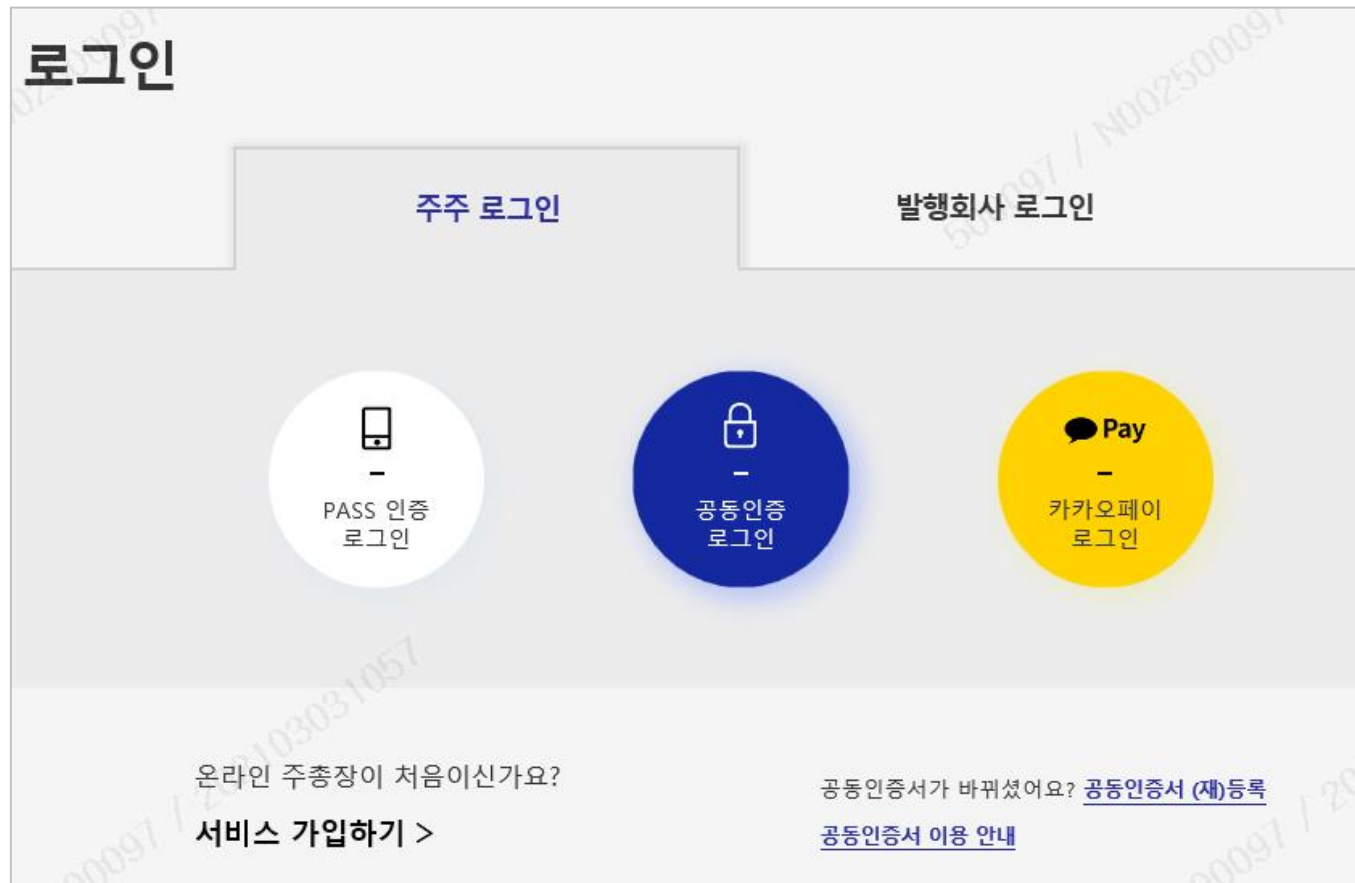 로그인
주주 로그인
발행회사 로그인
PASS 인증
로그인
공동인증
로그인
Pay
카카오페이
로그인
온라인 주총장이 처음이신가요?
서비스 가입하기 >
공동인증서가 바뀌셨어요? 공동인증서 (재)등록
공동인증서 이용 안내